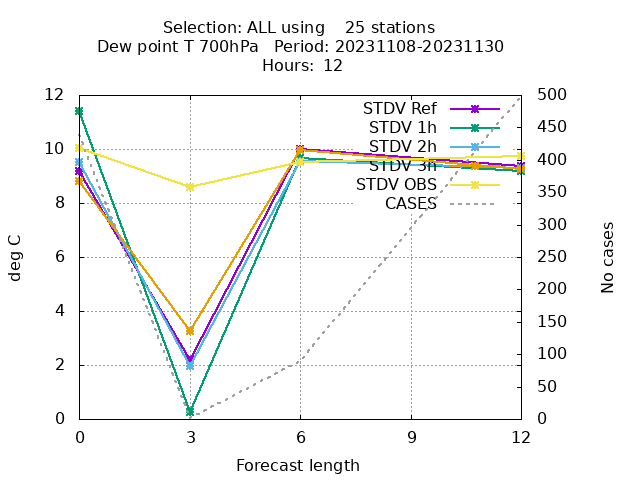 Selection: ALL using    25 stations
Dew point T 700hPa   Period: 20231108-20231130
Hours:  12
12
10
8
6
4
2
0
deg C
500
450
400
350
300
250
200
150
100
50
0
No cases
STDV Ref
STDV 1h
STDV 2h
STDV 3h
STDV OBS
CASES
0
3
6
9
12
Forecast length